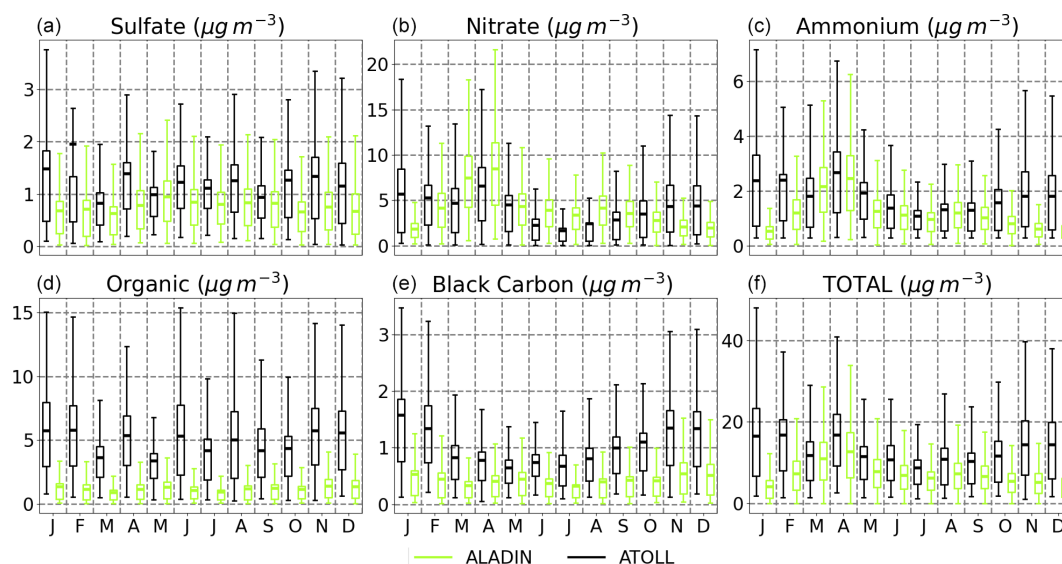 (a) Sulfate (μg m⁻³)
(b) Nitrate (μg m⁻³)
(c) Ammonium (μg m⁻³)
3
2
1
0
20
15
10
5
0
6
4
2
0
(d) Organic (μg m⁻³)
(e) Black Carbon (μg m⁻³)
(f) TOTAL (μg m⁻³)
15
10
5
0
3
2
1
0
40
20
0
J F M A M J J A S O N D
J F M A M J J A S O N D
J F M A M J J A S O N D
ALADIN ATOLL